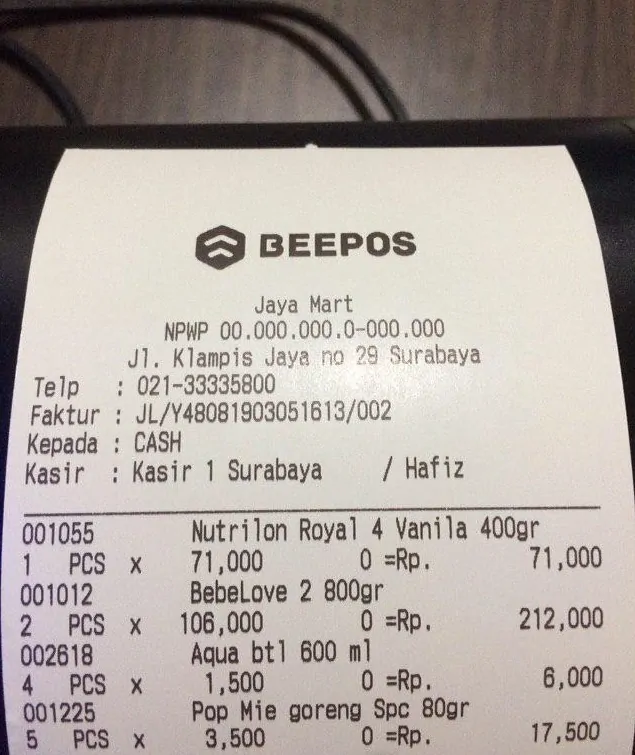 BEEPOS
Jaya Mart
NPWP 00.000.000.0-000.000
Jl. Klampis Jaya no 29 Surabaya
Telp : 021-33335800
Faktur : JL/Y48081903051613/002
Kepada : CASH
Kasir : Kasir 1 Surabaya / Hafiz
001055 Nutrilon Royal 4 Vanila 400gr
1 PCS x 71,000 0 =Rp. 71,000
001012 BebeLove 2 800gr
2 PCS x 106,000 0 =Rp. 212,000
002618 Aqua btl 600 ml
4 PCS x 1,500 0 =Rp. 6,000
001225 Pop Mie goreng Spc 80gr
5 PCS x 3,500 0 =Rp. 17,500